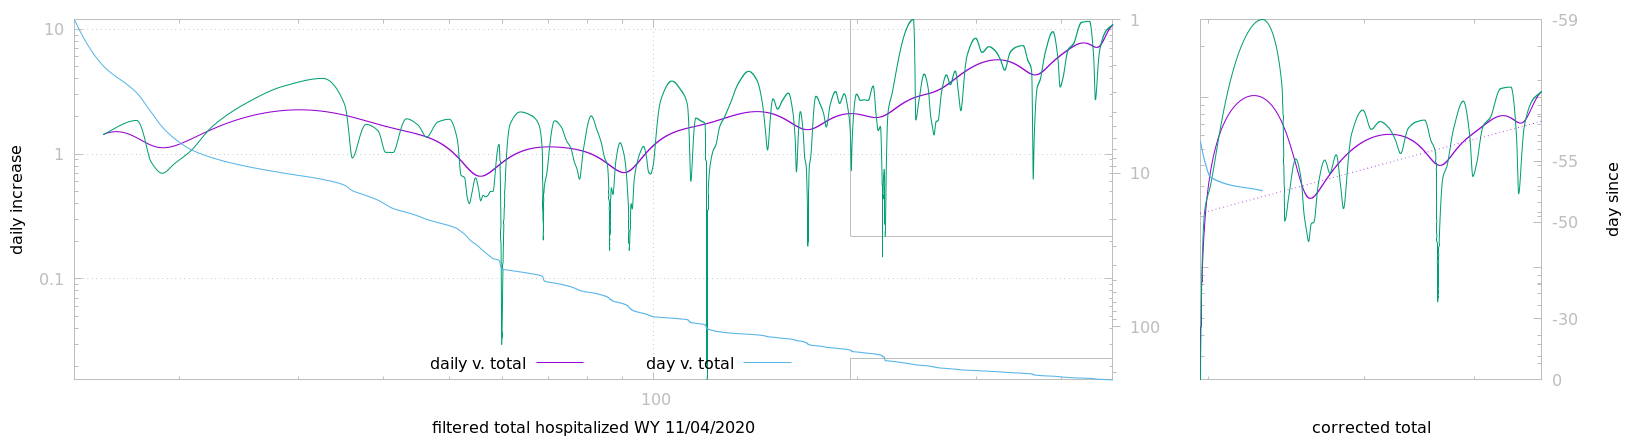 10
1
0.1
daily increase
1
10
100
daily v. total
day v. total
100
filtered total hospitalized WY 11/04/2020
-59
-55
-50
-30
0
day since
corrected total